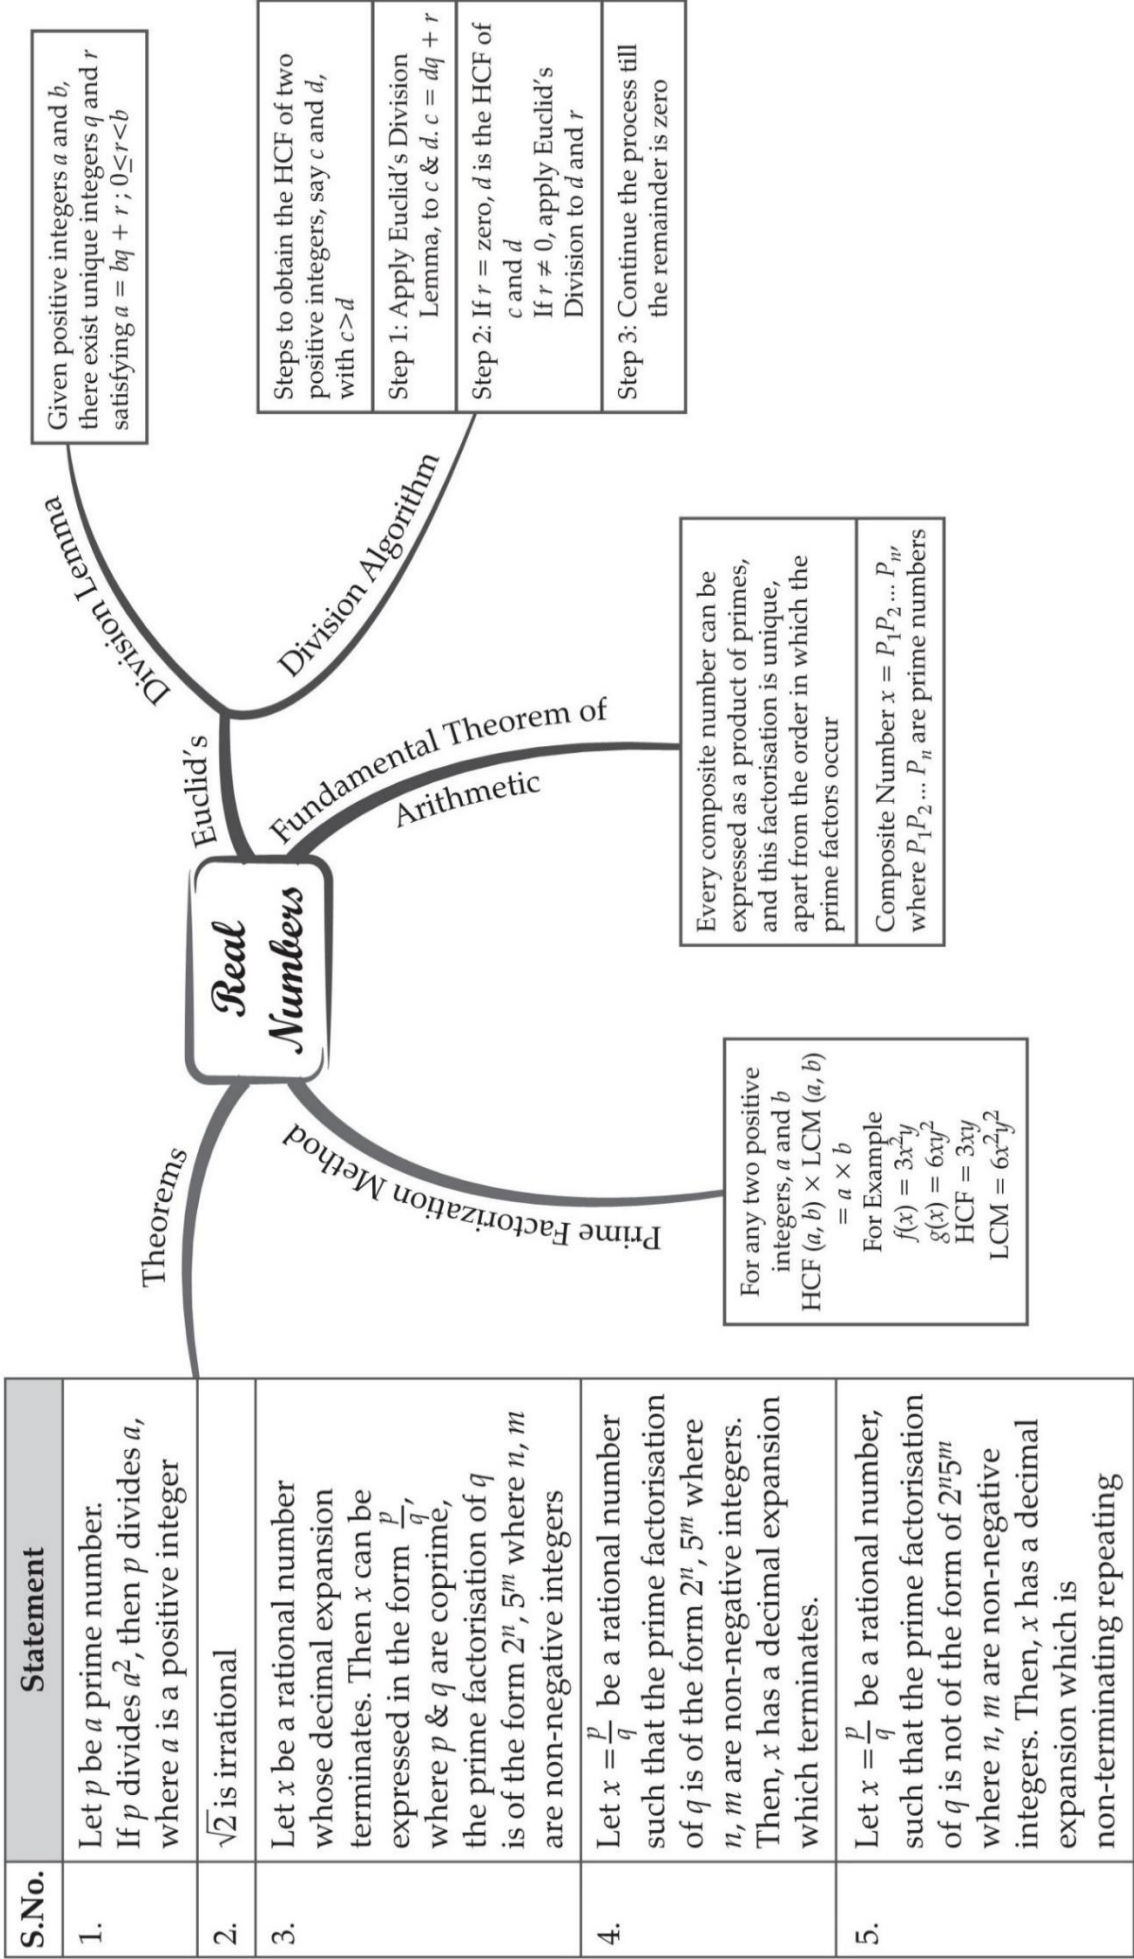 S.No. Statement
1. Let p be a prime number.
If p divides a², then p divides a,
where a is a positive integer
2. √2 is irrational
3. Let x be a rational number
whose decimal expansion
terminates. Then x can be
expressed in the form p/q,
where p & q are coprime,
the prime factorisation of q
is of the form 2ⁿ, 5ᵐ where n, m
are non-negative integers
4. Let x = p/q be a rational number
such that the prime factorisation
of q is of the form 2ⁿ, 5ᵐ where
n, m are non-negative integers.
Then, x has a decimal expansion
which terminates.
5. Let x = p/q be a rational number,
such that the prime factorisation
of q is not of the form of 2ⁿ5ᵐ
where n, m are non-negative
integers. Then, x has a decimal
expansion which is
non-terminating repeating
Theorems
Real
Numbers
Prime Factorization Method
For any two positive
integers, a and b
HCF (a, b) × LCM (a, b)
= a × b
For Example
f(x) = 3x²y
g(x) = 6xy²
HCF = 3xy
LCM = 6x²y²
Fundamental Theorem of
Arithmetic
Every composite number can be
expressed as a product of primes,
and this factorisation is unique,
apart from the order in which the
prime factors occur
Composite Number x = P₁P₂ ... Pₙ,
where P₁P₂ ... Pₙ are prime numbers
Euclid's
Division Lemma
Given positive integers a and b,
there exist unique integers q and r
satisfying a = bq + r ; 0≤r<b
Division Algorithm
Steps to obtain the HCF of two
positive integers, say c and d,
with c>d
Step 1: Apply Euclid's Division
Lemma, to c & d. c = dq + r
Step 2: If r = zero, d is the HCF of
c and d
If r ≠ 0, apply Euclid's
Division to d and r
Step 3: Continue the process till
the remainder is zero